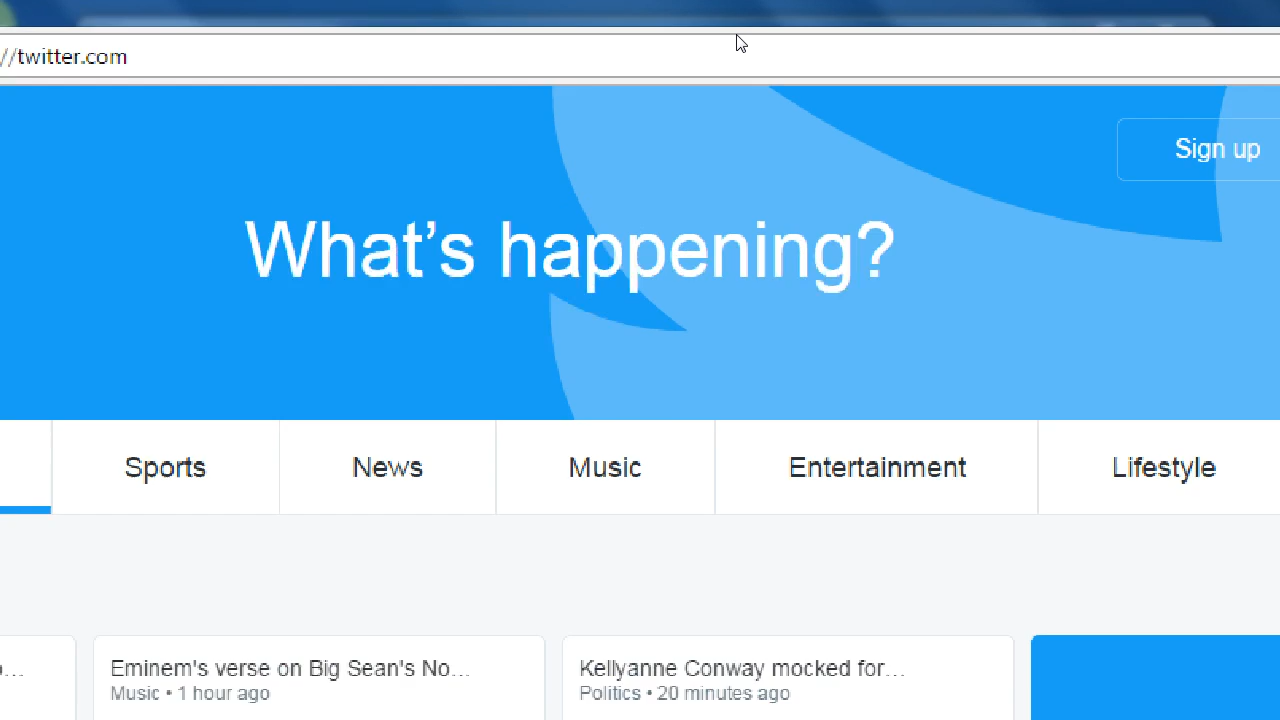 //twitter.com
Sign up
What’s happening?
Sports News Music Entertainment Lifestyle
Eminem's verse on Big Sean's No...
Music • 1 hour ago
Kellyanne Conway mocked for...
Politics • 20 minutes ago